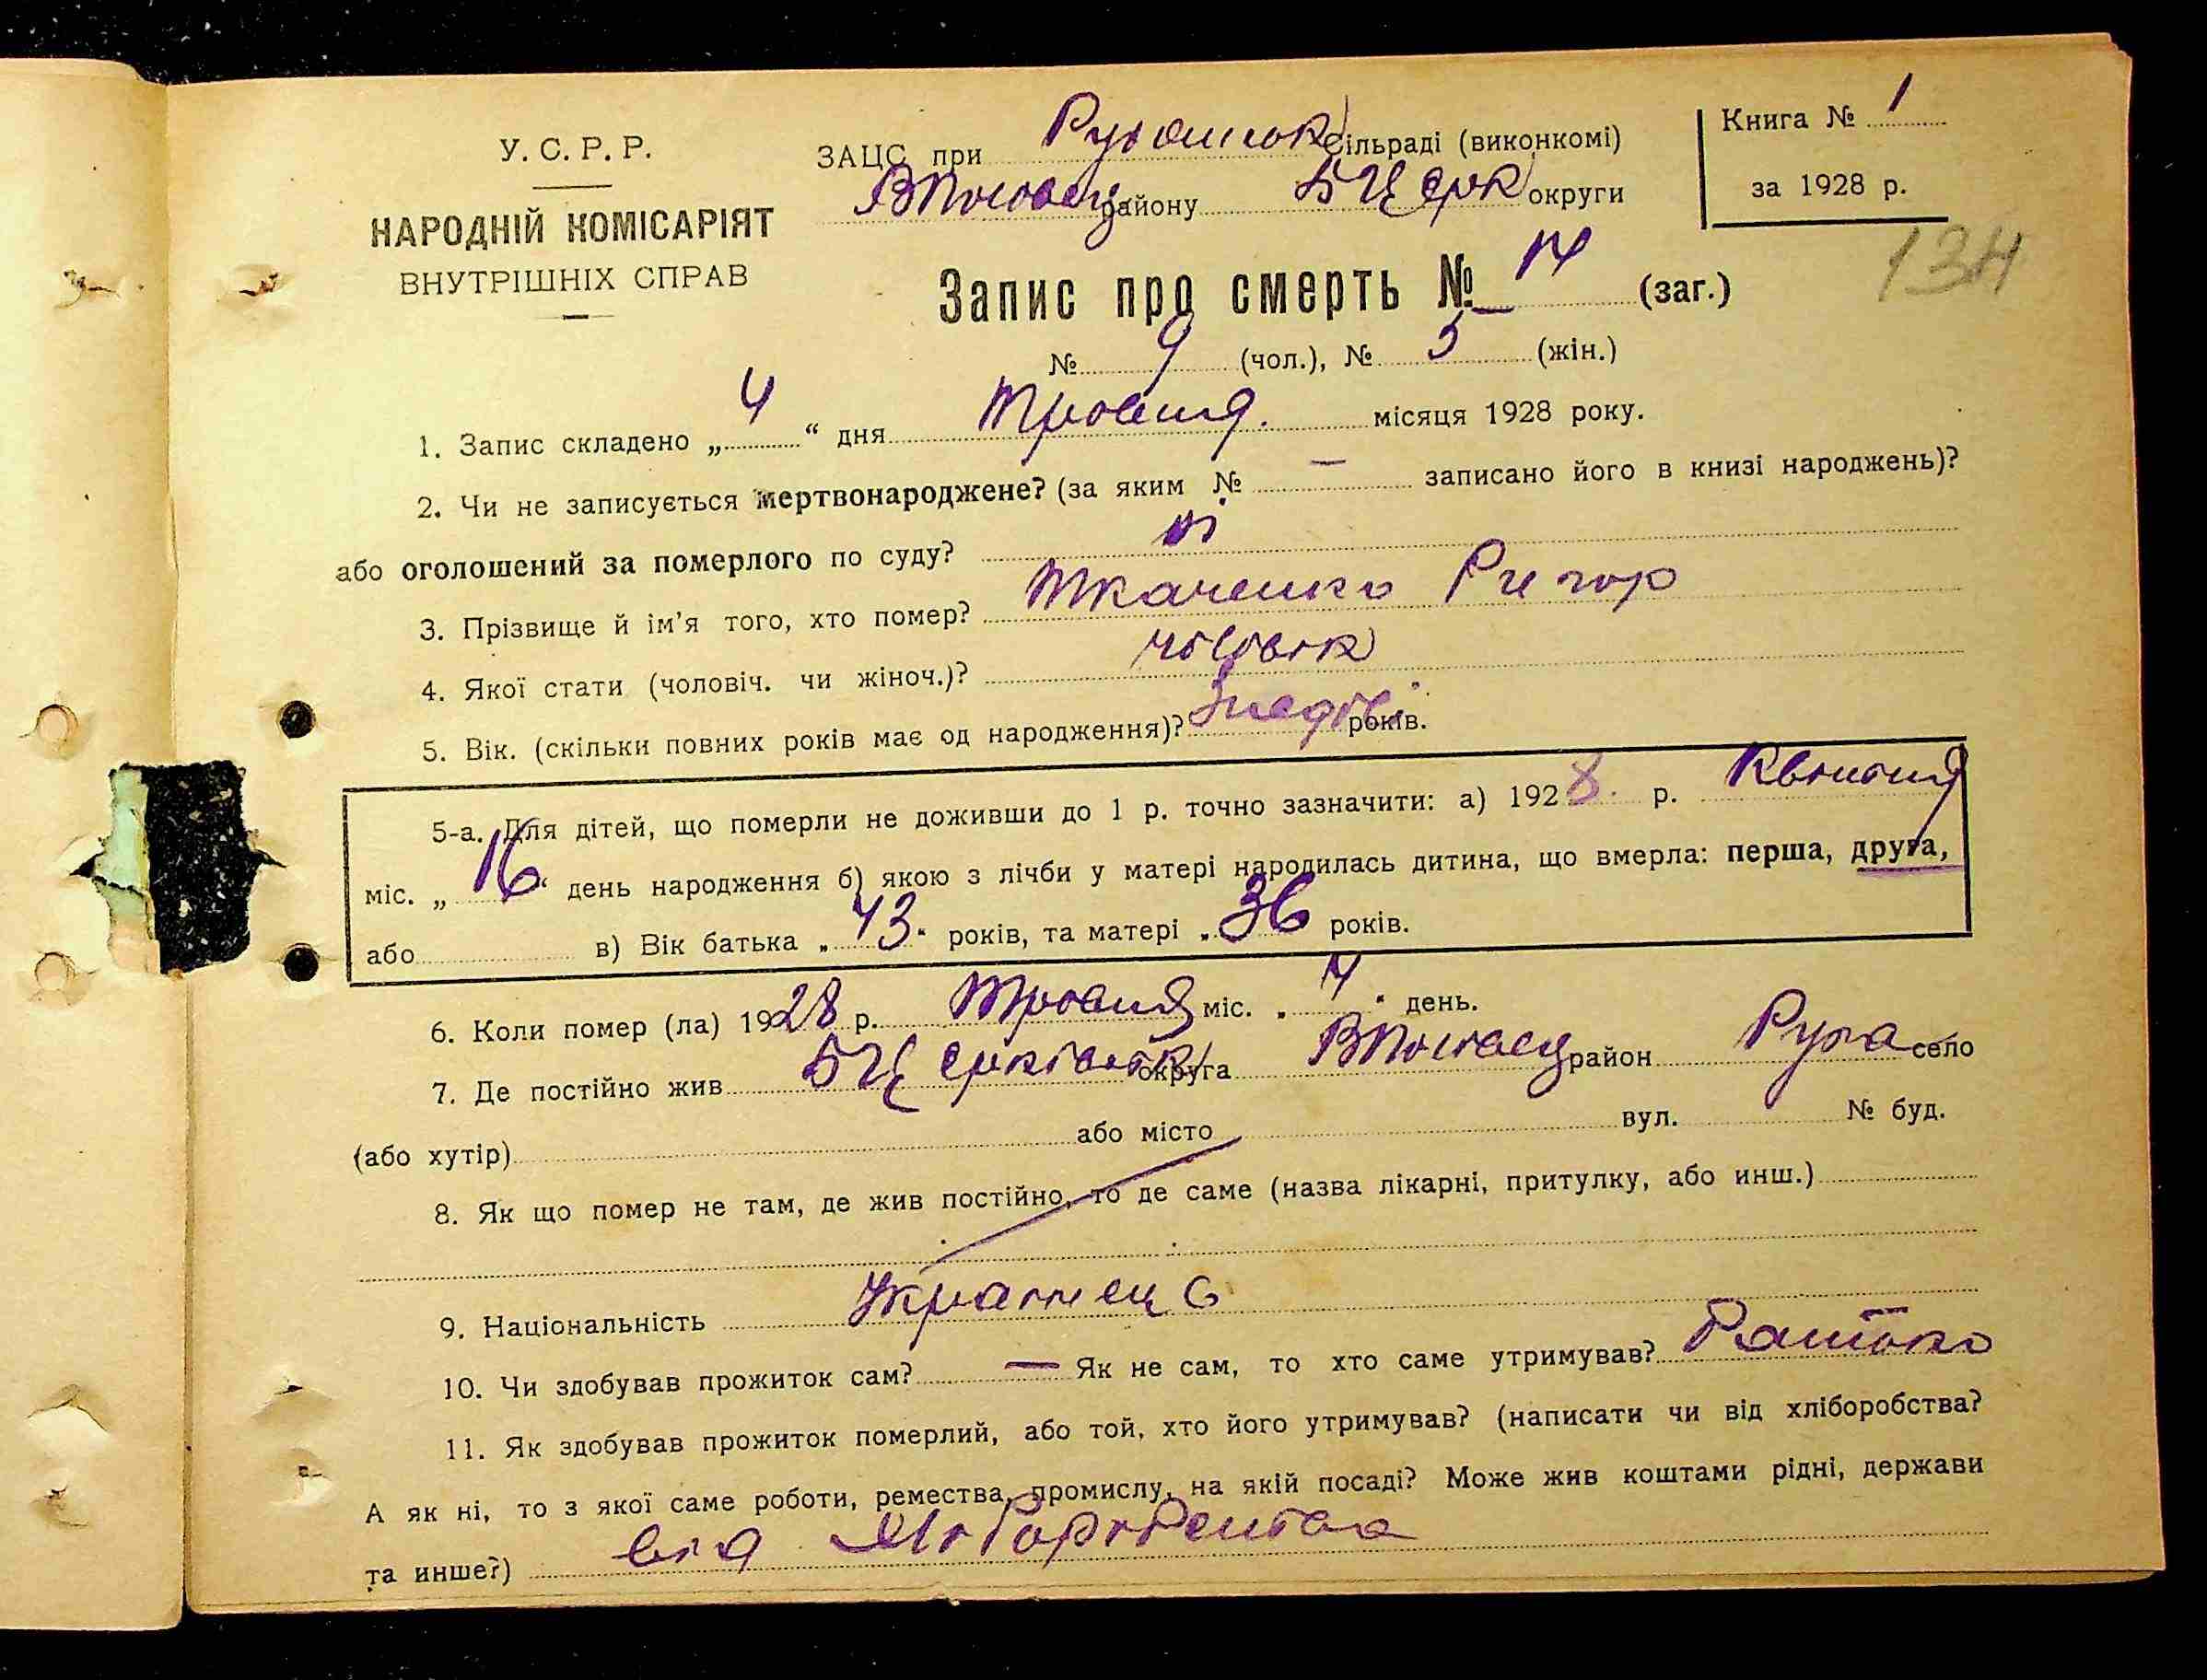 У. С. Р. Р.
НАРОДНІЙ КОМІСАРІЯТ
ВНУТРІШНІХ СПРАВ
ЗАЦС при сільраді (виконкомі)
району БЦерк округи
Книга № 1
за 1928 р.
134
Запис про смерть № 14 (заг.)
№ 9 (чол.), № 5 (жін.)
1. Запис складено „ 4 “ дня Травня. місяця 1928 року.
2. Чи не записується мертвонароджене? (за яким № — записано його в книзі народжень)?
або оголошений за померлого по суду? ні
3. Прізвище й ім'я того, хто помер? Ткаченко Ригор
4. Якої стати (чоловіч. чи жіноч.)? чоловік
5. Вік. (скільки повних років має од народження)? років.
5-а. Для дітей, що померли не доживши до 1 р. точно зазначити: а) 1928. р. Квітня
міс. „ 16 “ день народження б) якою з лічби у матері народилась дитина, що вмерла: перша, друга,
або в) Вік батька „ 43 “ років, та матері „ 36 років.
6. Коли помер (ла) 1928 р. Травня міс. „ 4 “ день.
7. Де постійно жив округа район Рута село
(або хутір) або місто вул. № буд.
8. Як що помер не там, де жив постійно, то де саме (назва лікарні, притулку, або инш.)
9. Національність Українець
10. Чи здобував прожиток сам? — Як не сам, то хто саме утримував? Батько
11. Як здобував прожиток померлий, або той, хто його утримував? (написати чи від хліборобства?
А як ні, то з якої саме роботи, ремества, промислу, на якій посаді? Може жив коштами рідні, держави
та инше?) від Хліборобства